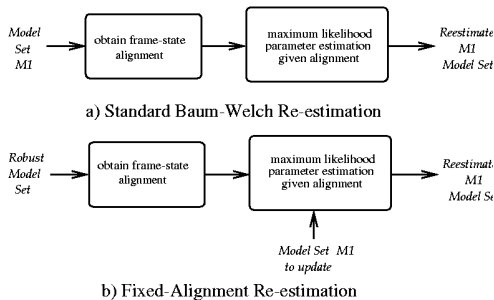 Model
Set
M1
obtain frame-state
alignment
maximum likelihood
parameter estimation
given alignment
Reestimate
M1
Model Set
a) Standard Baum-Welch Re-estimation
Robust
Model
Set
obtain frame-state
alignment
maximum likelihood
parameter estimation
given alignment
Reestimate
M1
Model Se
Model Set M1
to update
b) Fixed-Alignment Re-estimation